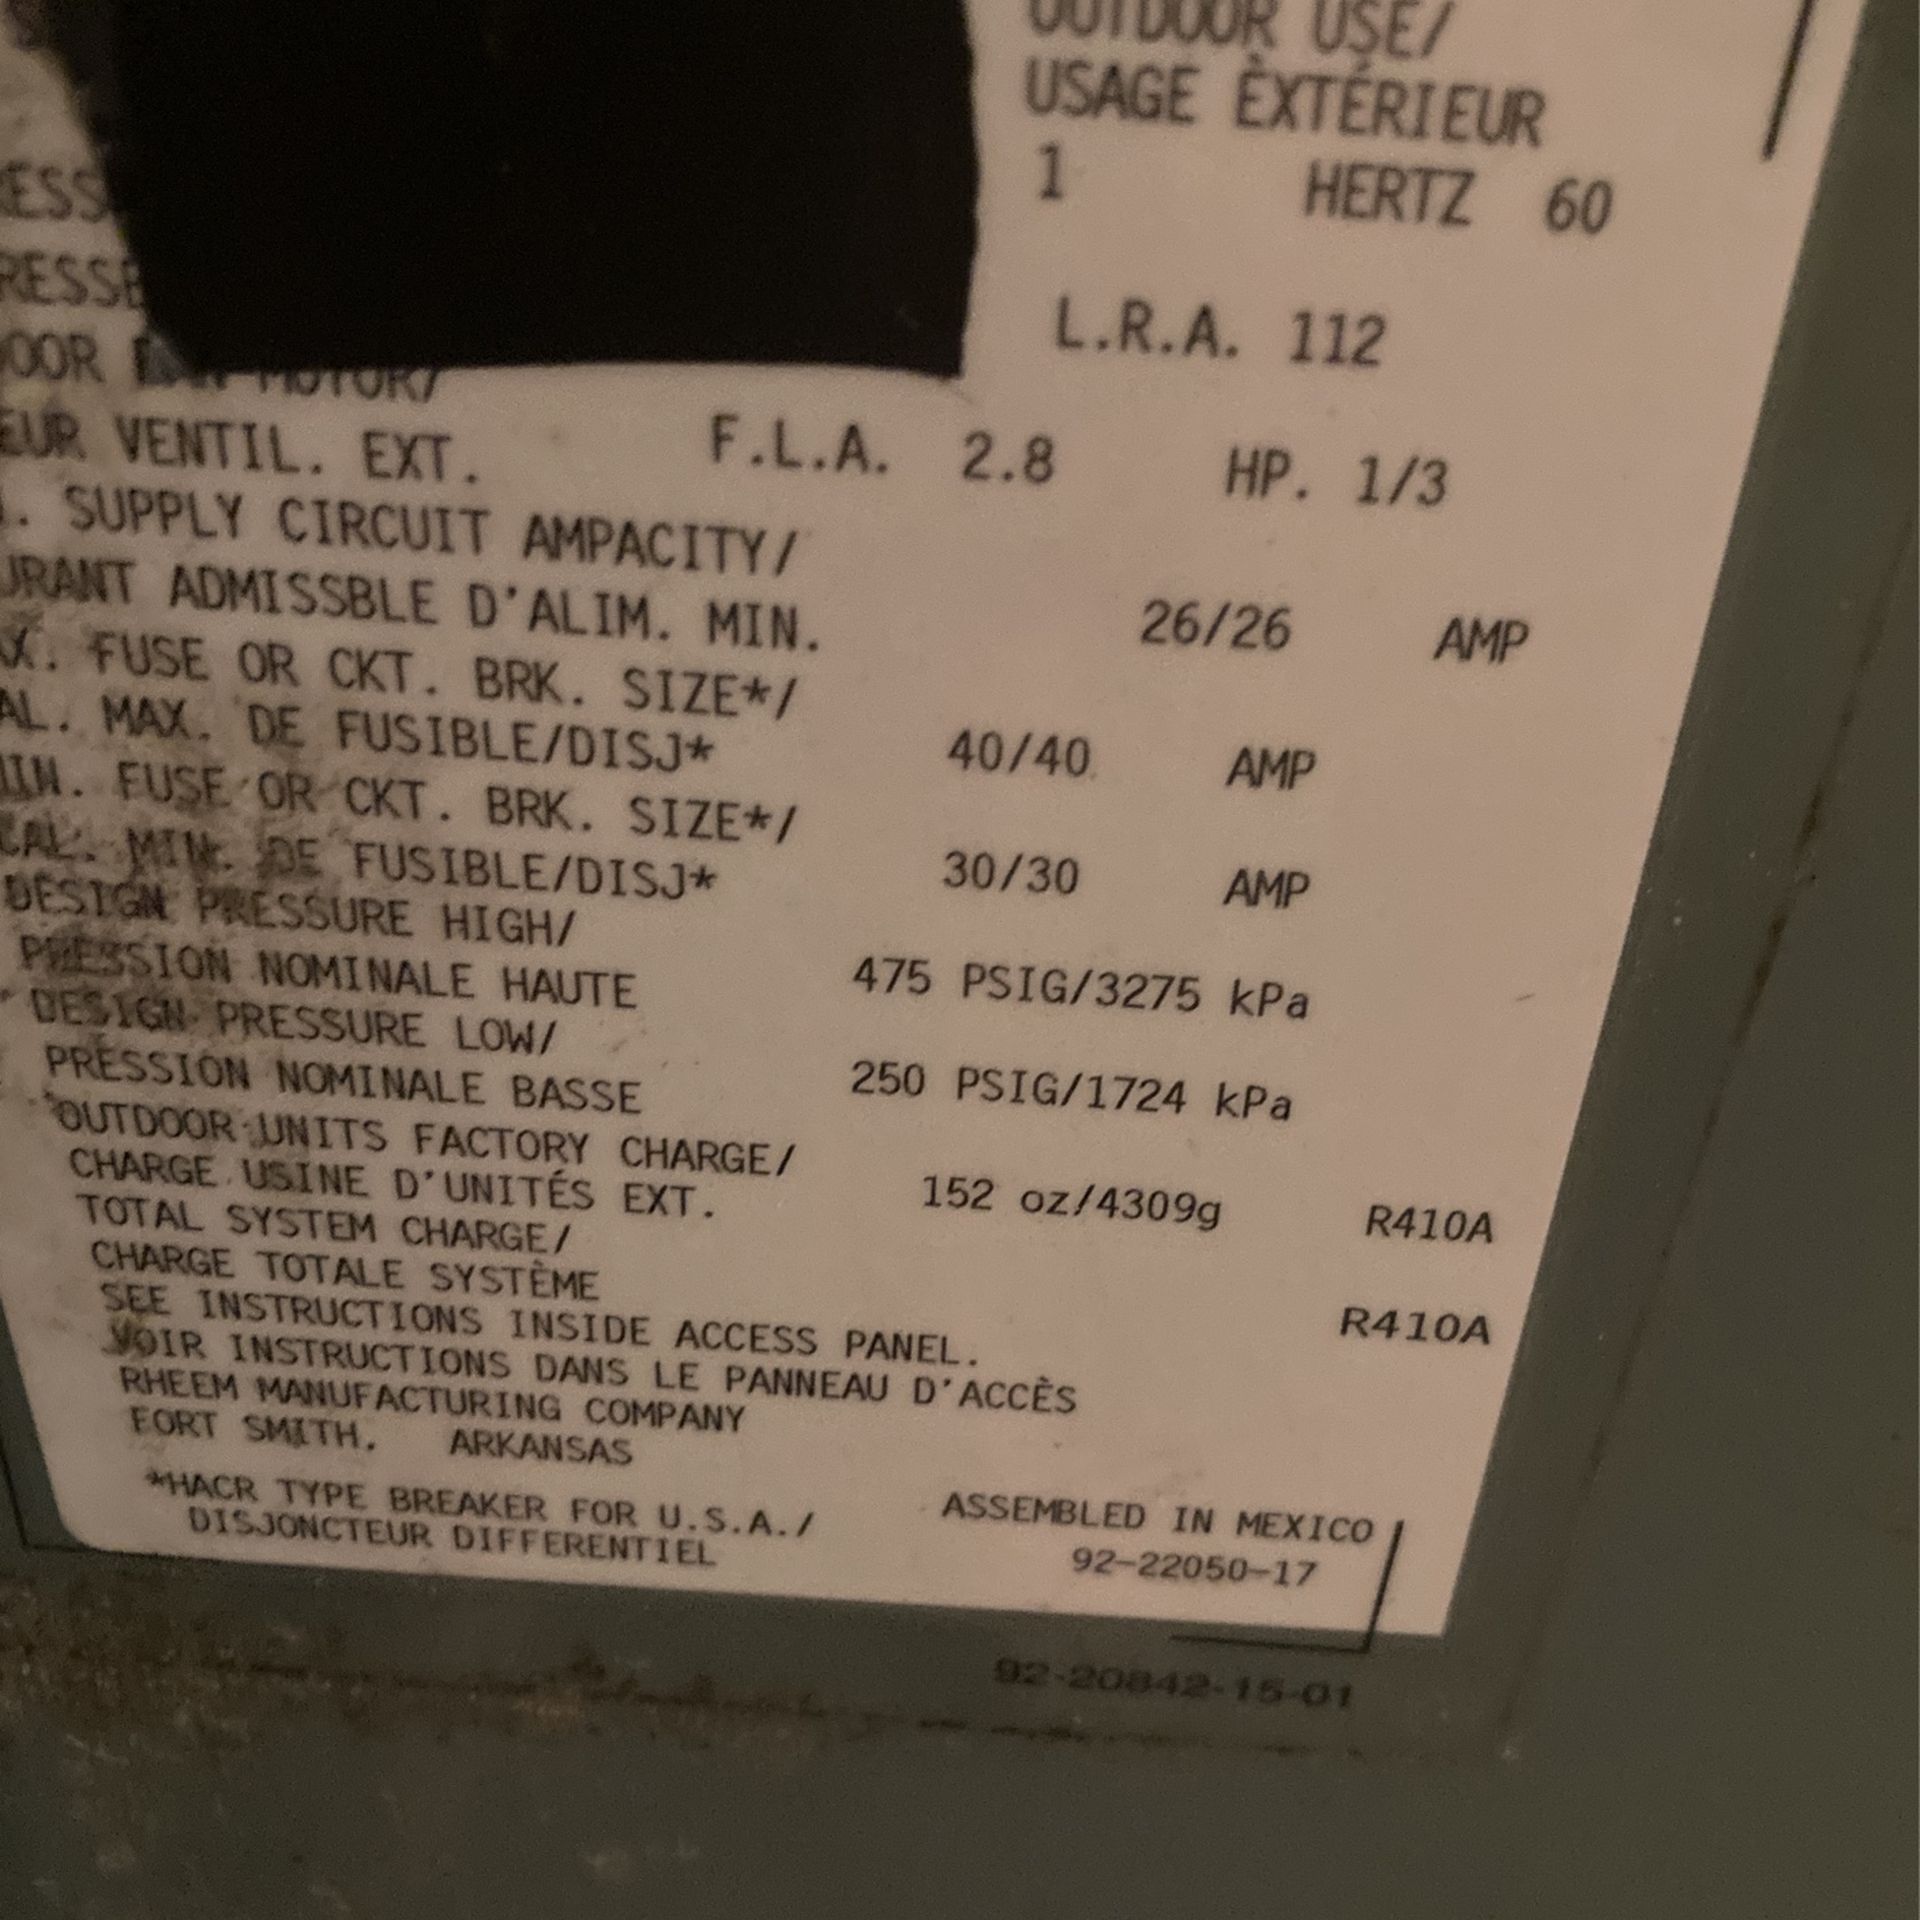 OUTDOOR USE/
USAGE ÈXTÉRIEUR
1 HERTZ 60
L.R.A. 112
MOTOR/
VENTIL. EXT. F.L.A. 2.8 HP. 1/3
SUPPLY CIRCUIT AMPACITY/
ADMISSBLE D'ALIM. MIN. 26/26 AMP
FUSE OR CKT. BRK. SIZE*/
MAX. DE FUSIBLE/DISJ* 40/40 AMP
FUSE OR CKT. BRK. SIZE*/
MIN. DE FUSIBLE/DISJ* 30/30 AMP
DESIGN PRESSURE HIGH/
PRESSION NOMINALE HAUTE 475 PSIG/3275 kPa
DESIGN PRESSURE LOW/
PRESSION NOMINALE BASSE 250 PSIG/1724 kPa
OUTDOOR UNITS FACTORY CHARGE/
CHARGE USINE D'UNITÉS EXT. 152 oz/4309g R410A
TOTAL SYSTEM CHARGE/
CHARGE TOTALE SYSTÈME R410A
SEE INSTRUCTIONS INSIDE ACCESS PANEL.
VOIR INSTRUCTIONS DANS LE PANNEAU D'ACCÈS
RHEEM MANUFACTURING COMPANY
FORT SMITH. ARKANSAS
*HACR TYPE BREAKER FOR U.S.A./ ASSEMBLED IN MEXICO
DISJONCTEUR DIFFERENTIEL 92-22050-17
92-20842-15-01